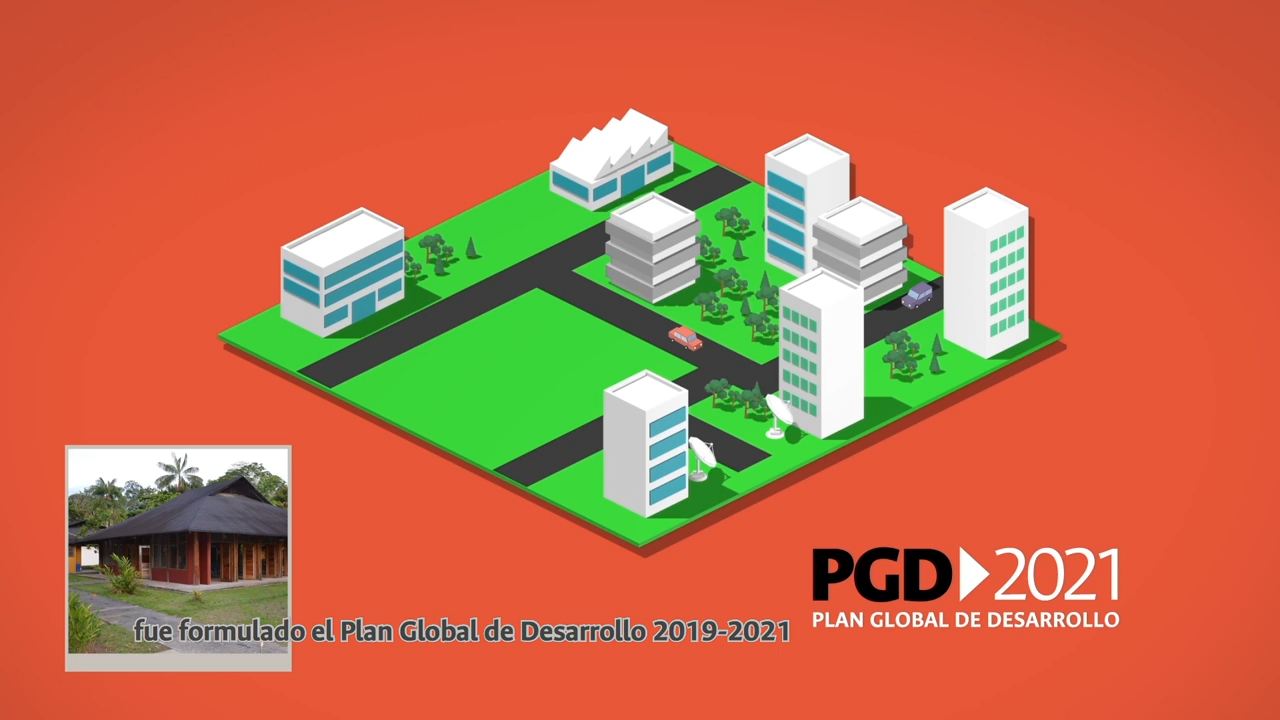 PGD 2021
PLAN GLOBAL DE DESARROLLO
fue formulado el Plan Global de Desarrollo 2019-2021